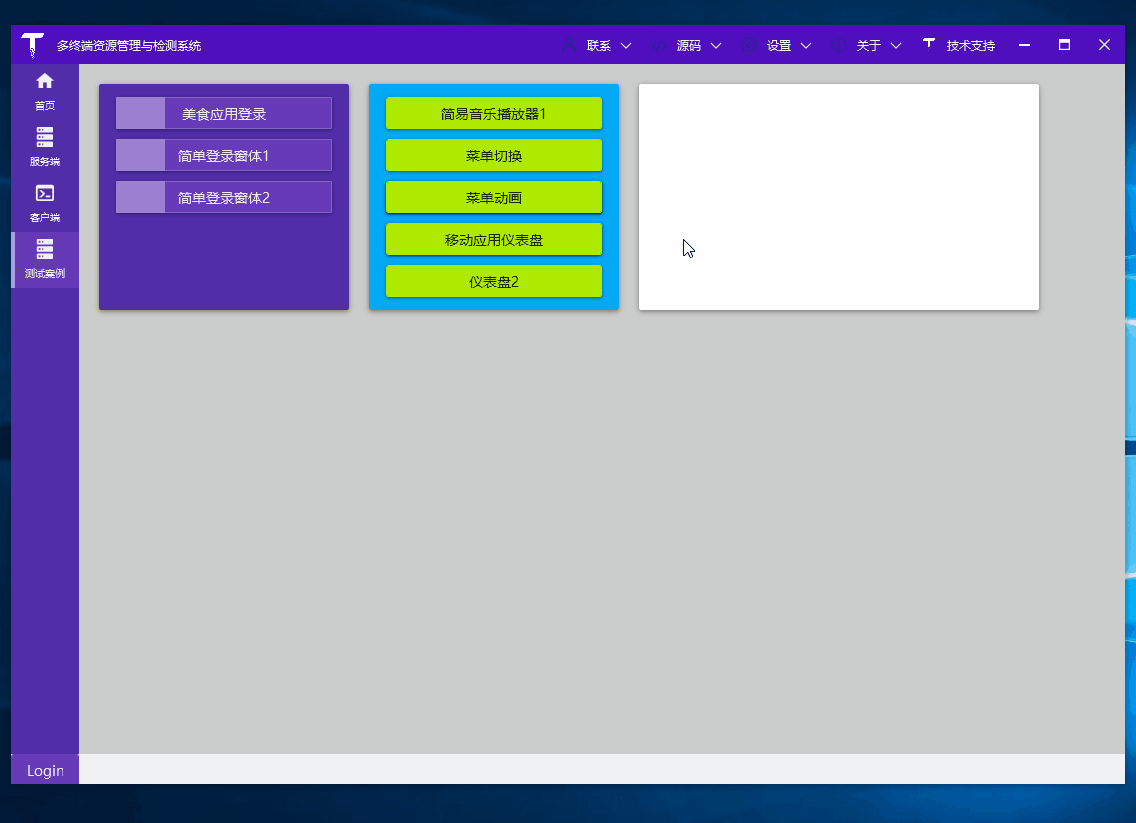 多终端资源管理与检测系统
联系 源码 设置 关于 技术支持
首页
服务端
客户端
测试案例
美食应用登录
简单登录窗体1
简单登录窗体2
简易音乐播放器1
菜单切换
菜单动画
移动应用仪表盘
仪表盘2
Login